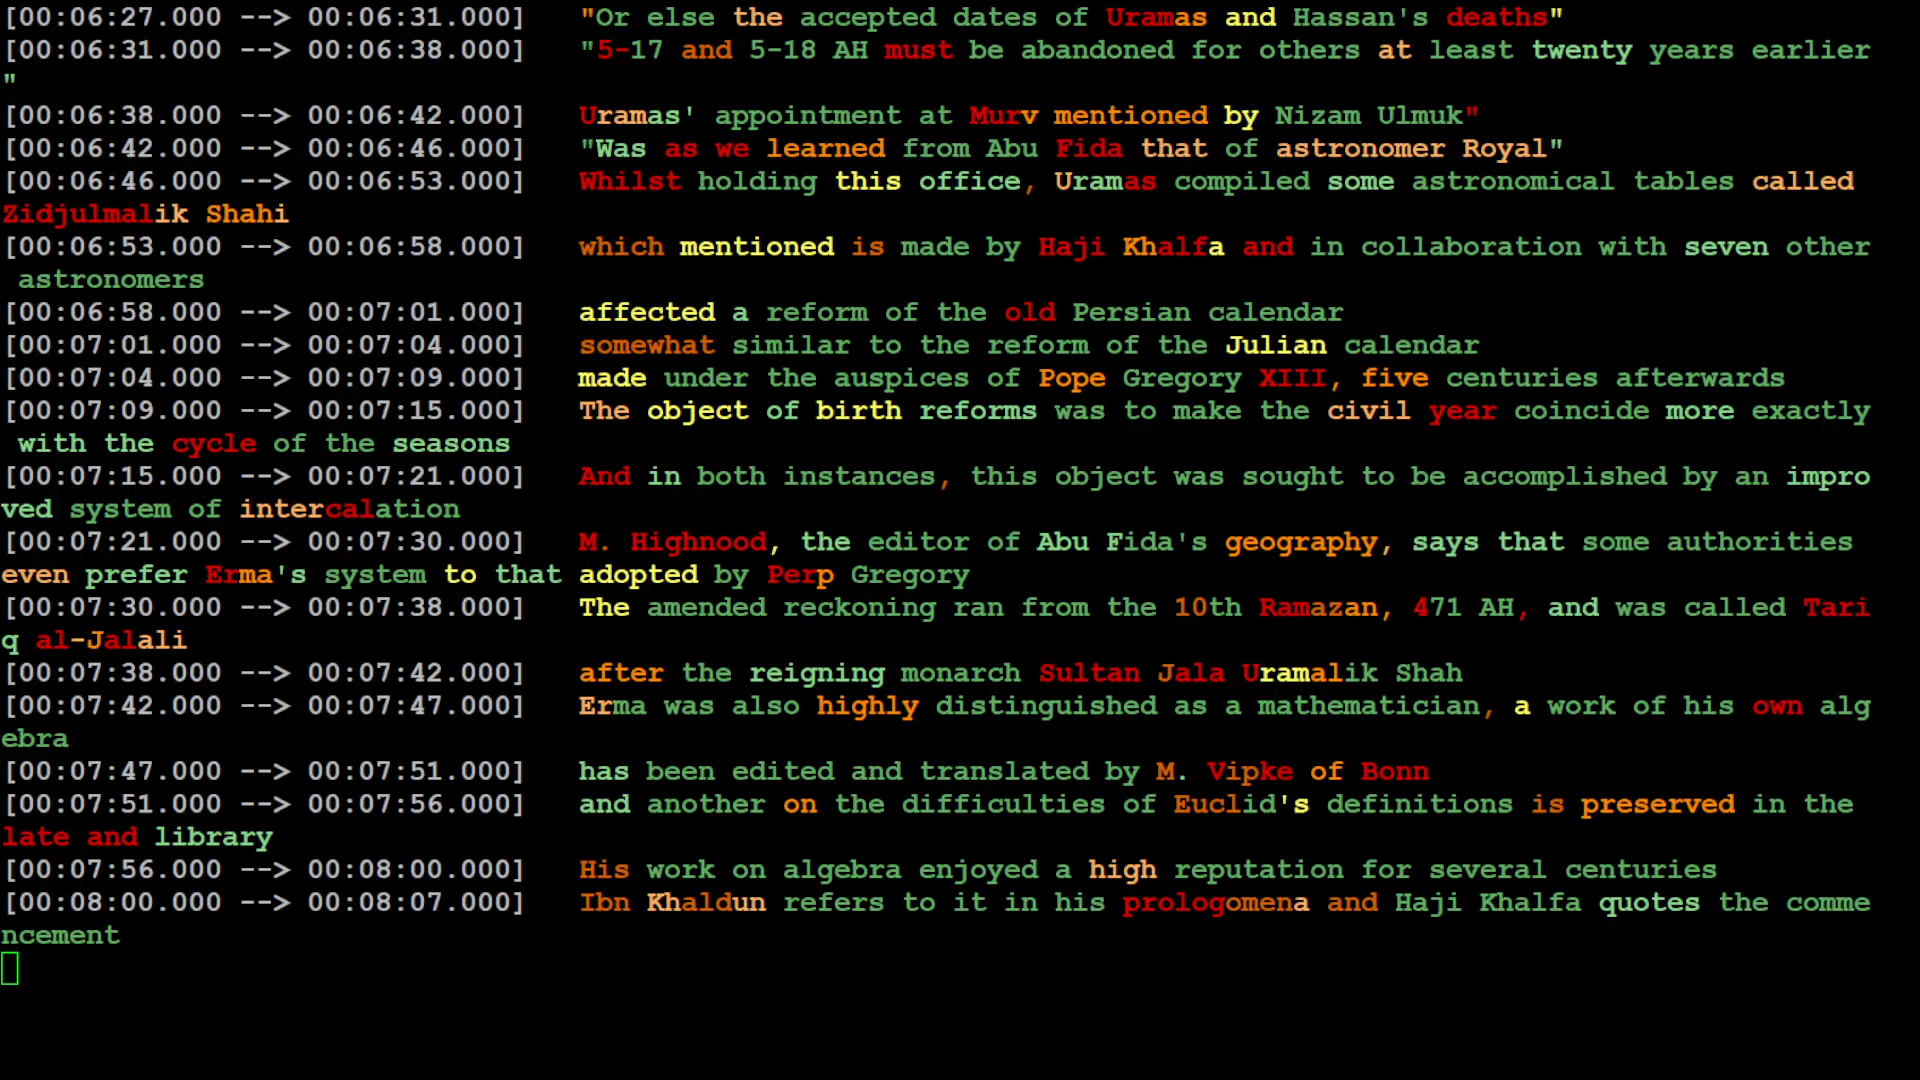 [00:06:27.000 --> 00:06:31.000]   "Or else the accepted dates of Uramas and Hassan's deaths"
[00:06:31.000 --> 00:06:38.000]   "5-17 and 5-18 AH must be abandoned for others at least twenty years earlier
"
[00:06:38.000 --> 00:06:42.000]   Uramas' appointment at Murv mentioned by Nizam Ulmuk"
[00:06:42.000 --> 00:06:46.000]   "Was as we learned from Abu Fida that of astronomer Royal"
[00:06:46.000 --> 00:06:53.000]   Whilst holding this office, Uramas compiled some astronomical tables called
Zidjulmalik Shahi
[00:06:53.000 --> 00:06:58.000]   which mentioned is made by Haji Khalfa and in collaboration with seven other
 astronomers
[00:06:58.000 --> 00:07:01.000]   affected a reform of the old Persian calendar
[00:07:01.000 --> 00:07:04.000]   somewhat similar to the reform of the Julian calendar
[00:07:04.000 --> 00:07:09.000]   made under the auspices of Pope Gregory XIII, five centuries afterwards
[00:07:09.000 --> 00:07:15.000]   The object of birth reforms was to make the civil year coincide more exactly
 with the cycle of the seasons
[00:07:15.000 --> 00:07:21.000]   And in both instances, this object was sought to be accomplished by an impro
ved system of intercalation
[00:07:21.000 --> 00:07:30.000]   M. Highnood, the editor of Abu Fida's geography, says that some authorities
even prefer Erma's system to that adopted by Perp Gregory
[00:07:30.000 --> 00:07:38.000]   The amended reckoning ran from the 10th Ramazan, 471 AH, and was called Tari
q al-Jalali
[00:07:38.000 --> 00:07:42.000]   after the reigning monarch Sultan Jala Uramalik Shah
[00:07:42.000 --> 00:07:47.000]   Erma was also highly distinguished as a mathematician, a work of his own alg
ebra
[00:07:47.000 --> 00:07:51.000]   has been edited and translated by M. Vipke of Bonn
[00:07:51.000 --> 00:07:56.000]   and another on the difficulties of Euclid's definitions is preserved in the
late and library
[00:07:56.000 --> 00:08:00.000]   His work on algebra enjoyed a high reputation for several centuries
[00:08:00.000 --> 00:08:07.000]   Ibn Khaldun refers to it in his prologomena and Haji Khalfa quotes the comme
ncement